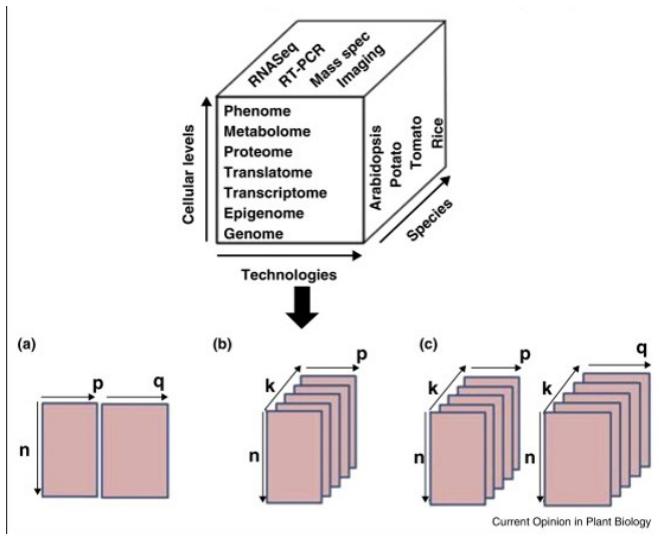 RNASeq
RT-PCR
Mass spec
Imaging
Cellular levels
Phenome
Metabolome
Proteome
Translatome
Transcriptome
Epigenome
Genome
Arabidopsis
Potato
Tomato
Rice
Species
Technologies
(a)
p
q
n
(b)
k
p
n
(c)
k
p
n
k
q
n
Current Opinion in Plant Biology